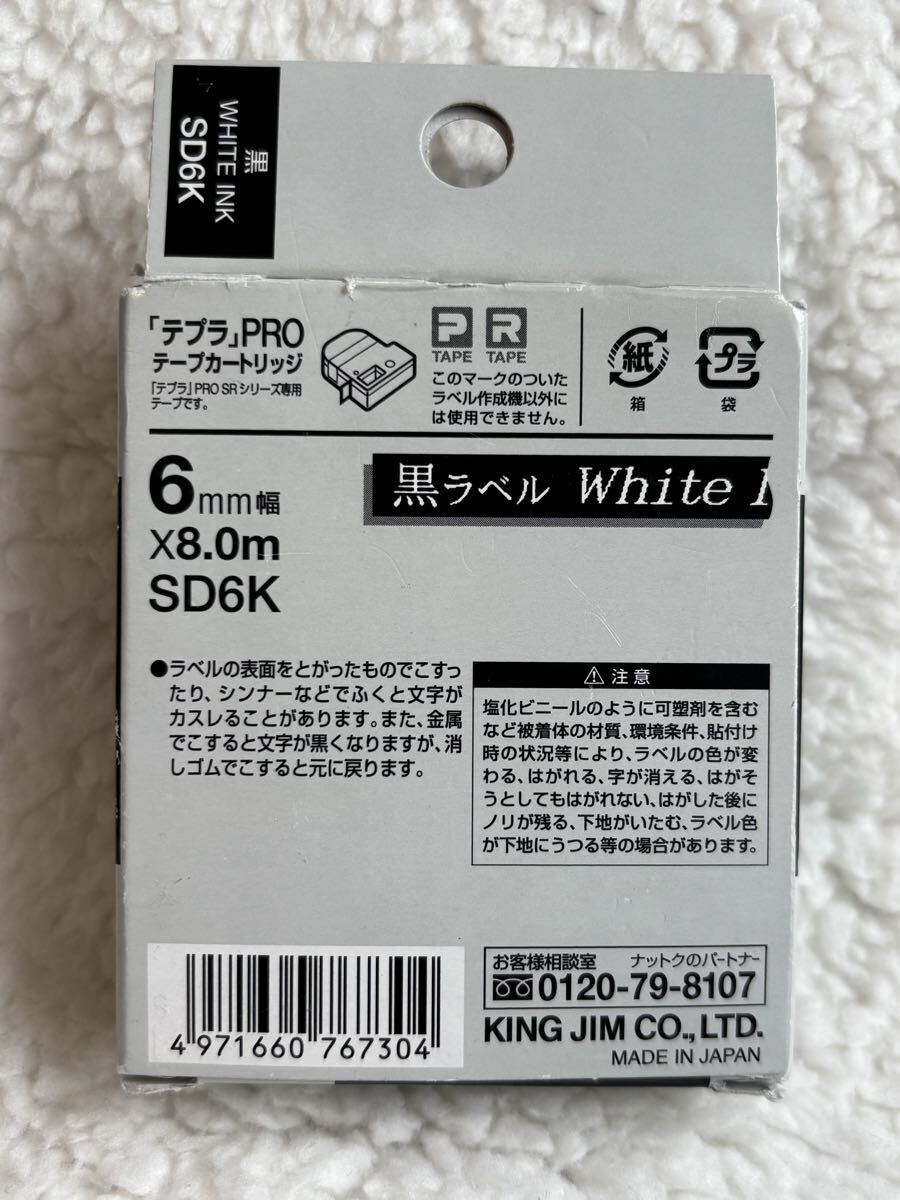 黒
WHITE INK
SD6K
「テプラ」PRO
テープカートリッジ
「テプラ」PRO SRシリーズ専用
テープです。
P R
TAPE TAPE
このマークのついた
ラベル作成機以外に
は使用できません。
紙
箱
プラ
袋
6mm幅
X8.0m
SD6K
黒ラベル White I
●ラベルの表面をとがったものでこすっ
たり、シンナーなどでふくと文字が
カスレることがあります。また、金属
でこすると文字が黒くなりますが、消
しゴムでこすると元に戻ります。
⚠注意
塩化ビニールのように可塑剤を含む
など被着体の材質、環境条件、貼付け
時の状況等により、ラベルの色が変
わる、はがれる、字が消える、はがそ
うとしてもはがれない、はがした後に
ノリが残る、下地がいたむ、ラベル色
が下地にうつる等の場合があります。
4 971660 767304
お客様相談室 ナットクのパートナー
0120-79-8107
KING JIM CO.,LTD.
MADE IN JAPAN